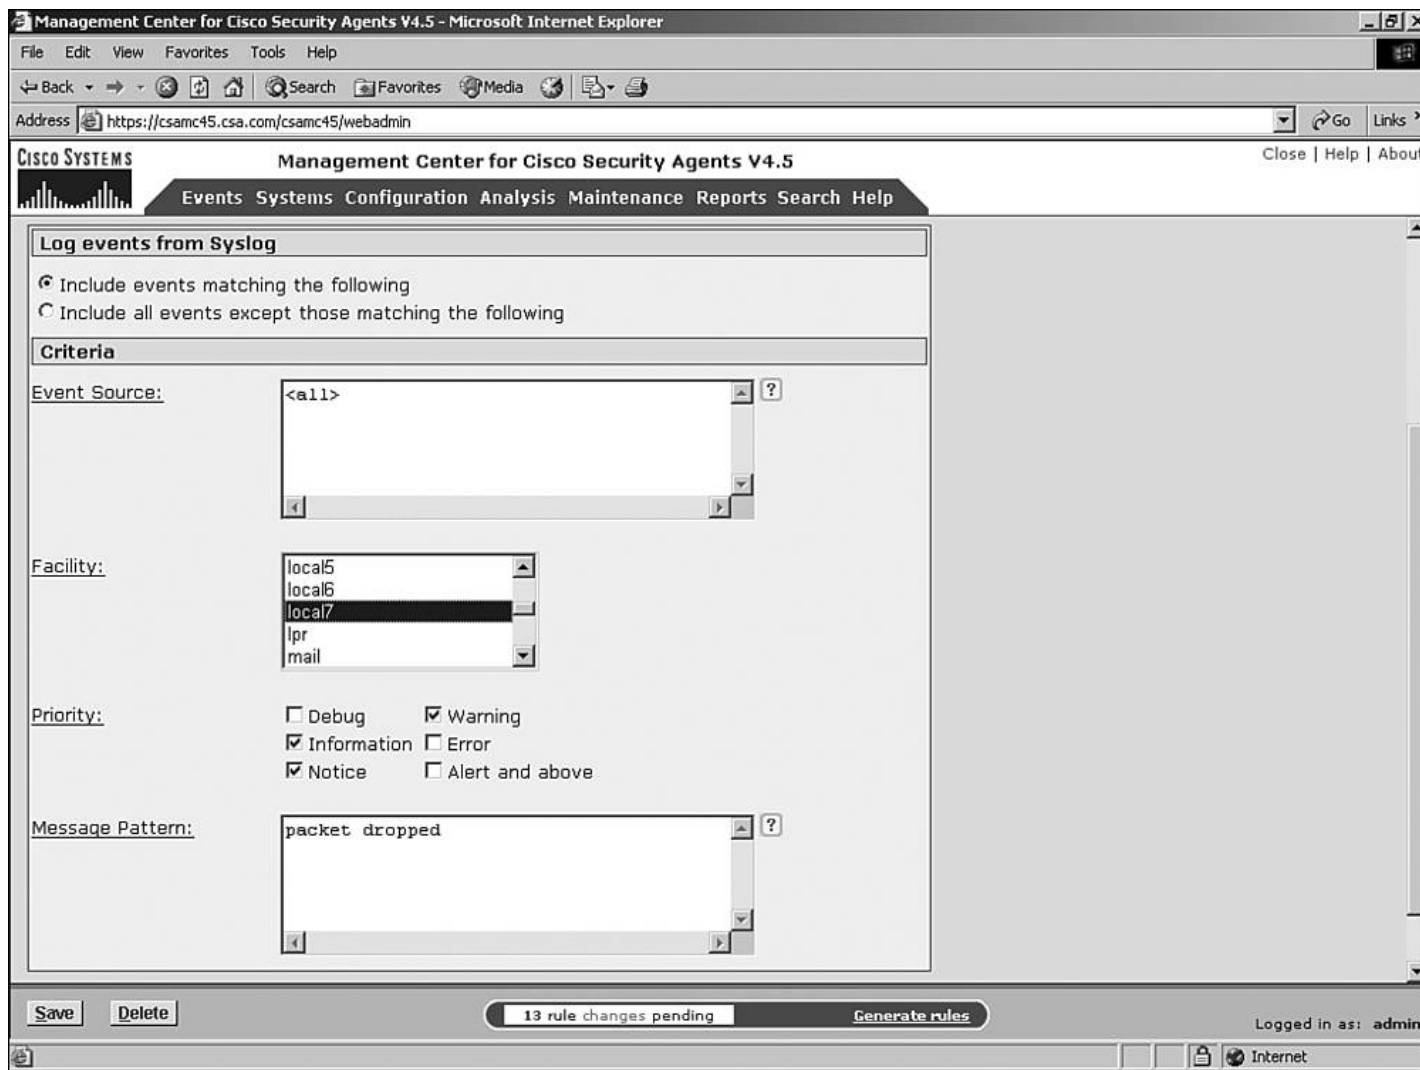 Management Center for Cisco Security Agents V4.5 - Microsoft Internet Explorer
File Edit View Favorites Tools Help
Back Search Favorites Media
Address https://csamc45.csa.com/csamc45/webadmin Go Links
CISCO SYSTEMS
Management Center for Cisco Security Agents V4.5
Close | Help | About
Events Systems Configuration Analysis Maintenance Reports Search Help
Log events from Syslog
Include events matching the following
Include all events except those matching the following
Criteria
Event Source:
<all>
?
Facility:
local5
local6
local7
lpr
mail
Priority:
Debug Warning
Information Error
Notice Alert and above
Message Pattern:
packet dropped
?
Save Delete
13 rule changes pending Generate rules
Logged in as: admin
Internet